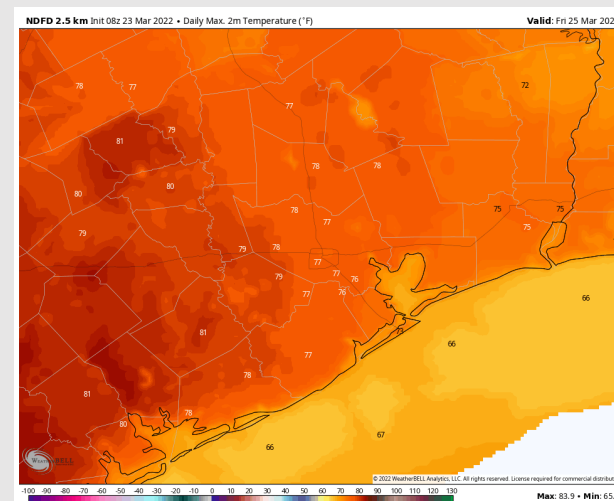 NDFD 2.5 km Init 08z 23 Mar 2022 • Daily Max. 2m Temperature (˚F)
Valid: Fri 25 Mar 202
72
78 77
77
79
81
78 78
80 80
78 75 75
77 75
79
79 78
77
79 77 76
77 76
66
81 73
66
77
78
81
78
80
67
66
WEATHERBELL
© 2022 WeatherBELL Analytics, LLC. All rights reserved. License required for commercial distribu
-100 -90 -80 -70 -60 -50 -40 -30 -20 -10 0 10 20 30 40 50 60 70 80 90 100 110 120 130
Max: 83.9 • Min: 65.